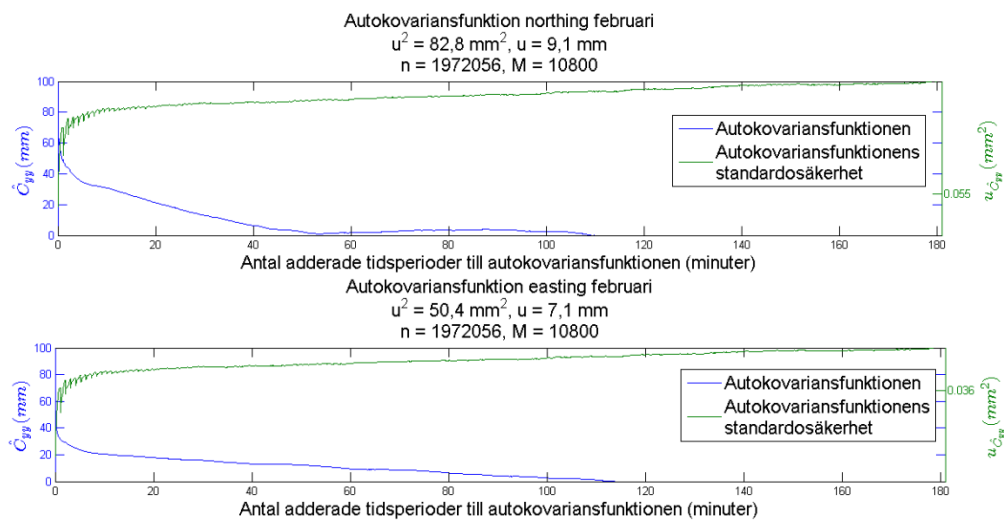 Autokovariansfunktion northing februari
u² = 82,8 mm², u = 9,1 mm
n = 1972056, M = 10800
100
80
60
40
20
0
Ĉyy(mm)
Autokovariansfunktionen
Autokovariansfunktionens
standardosäkerhet
0.055
uĈyy(mm²)
0 20 40 60 80 100 120 140 160 180
Antal adderade tidsperioder till autokovariansfunktionen (minuter)
Autokovariansfunktion easting februari
u² = 50,4 mm², u = 7,1 mm
n = 1972056, M = 10800
100
80
60
40
20
0
Ĉyy(mm)
Autokovariansfunktionen
Autokovariansfunktionens
standardosäkerhet
0.036
uĈyy(mm²)
0 20 40 60 80 100 120 140 160 180
Antal adderade tidsperioder till autokovariansfunktionen (minuter)